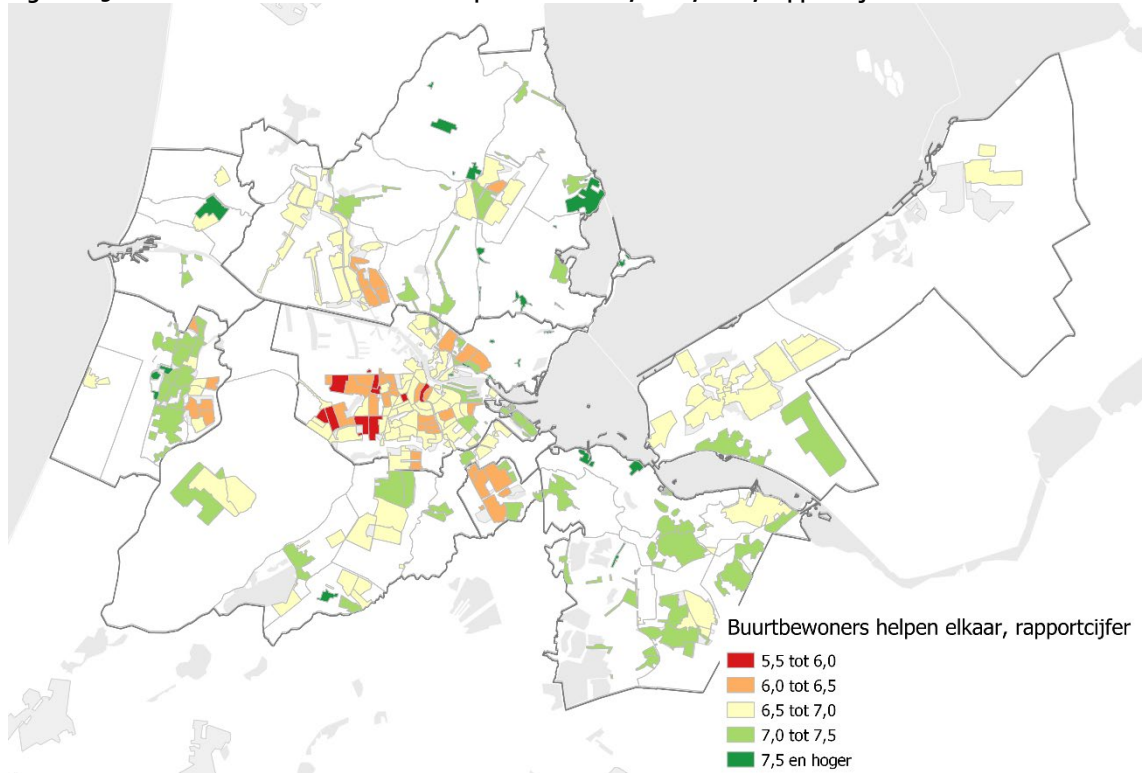 Buurtbewoners helpen elkaar, rapportcijfer
5,5 tot 6,0
6,0 tot 6,5
6,5 tot 7,0
7,0 tot 7,5
7,5 en hoger